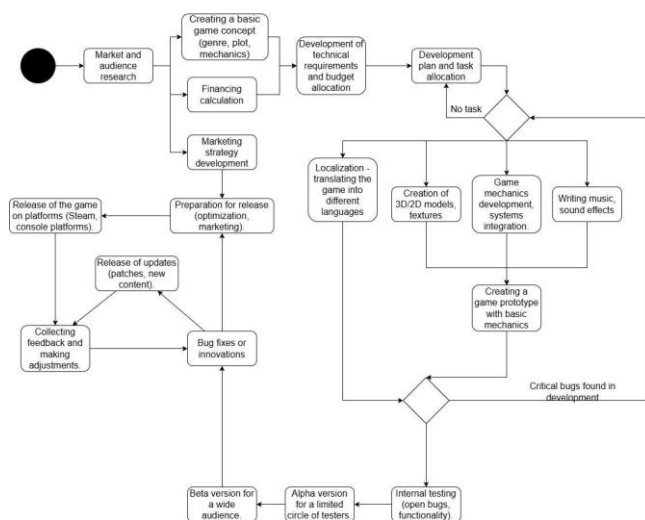 Creating a basic
game concept
(genre, plot,
mechanics)
Market and
audience
research
Financing
calculation
Development of
technical
requirements
and budget
allocation
Development
plan and task
allocation
No task
Marketing
strategy
development
Localization -
translating the
game into
different
languages
Creation of
3D/2D models,
textures
Game
mechanics
development,
systems
integration.
Writing music,
sound effects
Release of the game
on platforms (Steam,
console platforms).
Preparation for release
(optimization,
marketing).
Release of updates
(patches, new
content).
Collecting
feedback and
making
adjustments.
Bug fixes or
innovations
Creating a
game prototype
with basic
mechanics
Critical bugs found in
development
Beta version for
a wide
audience.
Alpha version
for a limited
circle of testers.
Internal testing
(open bugs,
functionality).